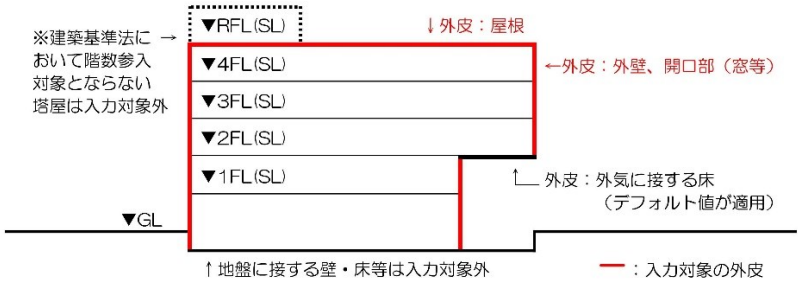 ※建築基準法に →
おいて階数参入
対象とならない
塔屋は入力対象外
▼RFL(SL)
↓外皮：屋根
▼4FL(SL)
←外皮：外壁、開口部（窓等）
▼3FL(SL)
▼2FL(SL)
▼1FL(SL)
外皮：外気に接する床
（デフォルト値が適用）
▼GL
↑地盤に接する壁・床等は入力対象外
：入力対象の外皮